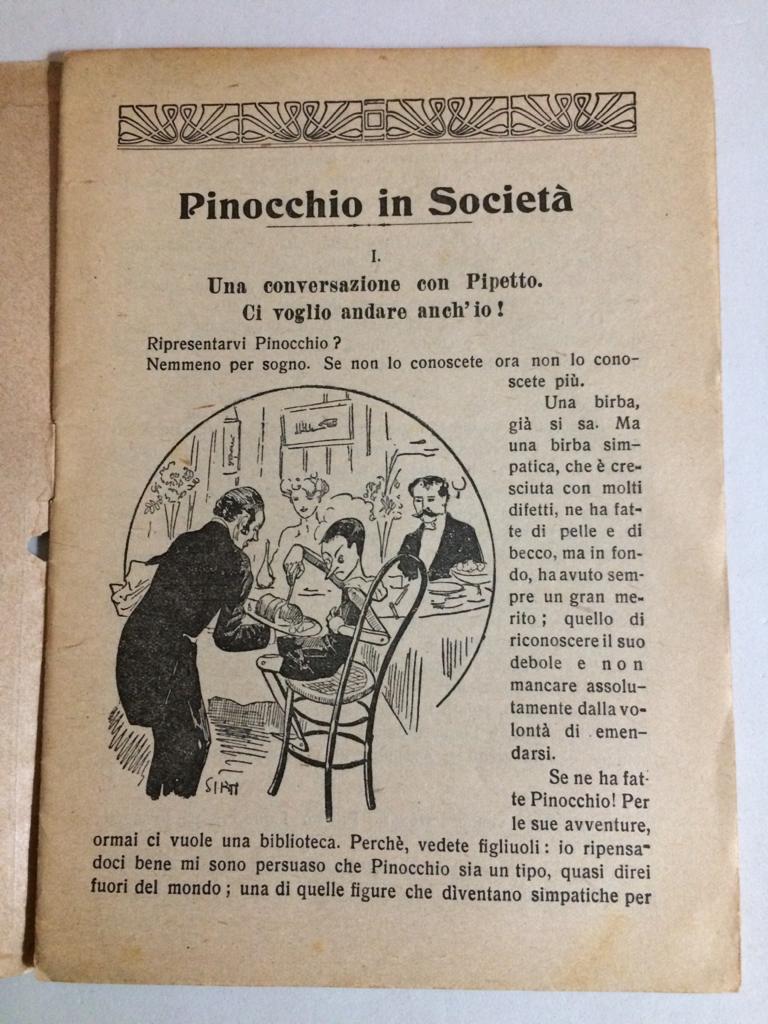 Pinocchio in Società
I.
Una conversazione con Pipetto.
Ci voglio andare anch'io!
Ripresentarvi Pinocchio?
Nemmeno per sogno. Se non lo conoscete ora non lo cono-
scete più.
Una birba,
già si sa. Ma
una birba sim-
patica, che è cre-
sciuta con molti
difetti, ne ha fat-
te di pelle e di
becco, ma in fon-
do, ha avuto sem-
pre un gran me-
rito; quello di
riconoscere il suo
debole e non
mancare assolu-
tamente dalla vo-
lontà di emen-
darsi.
Se ne ha fat-
te Pinocchio! Per
le sue avventure,
ormai ci vuole una biblioteca. Perchè, vedete figliuoli: io ripensa-
doci bene mi sono persuaso che Pinocchio sia un tipo, quasi direi
fuori del mondo; una di quelle figure che diventano simpatiche per